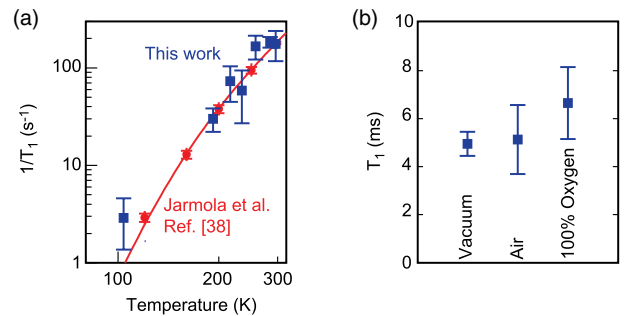 (a)
This work
Jarmola et al.
Ref. [38]
1/T1 (s-1)
100
10
1
100
200
300
Temperature (K)
(b)
T1 (ms)
10
8
6
4
2
0
Vacuum
Air
100% Oxygen